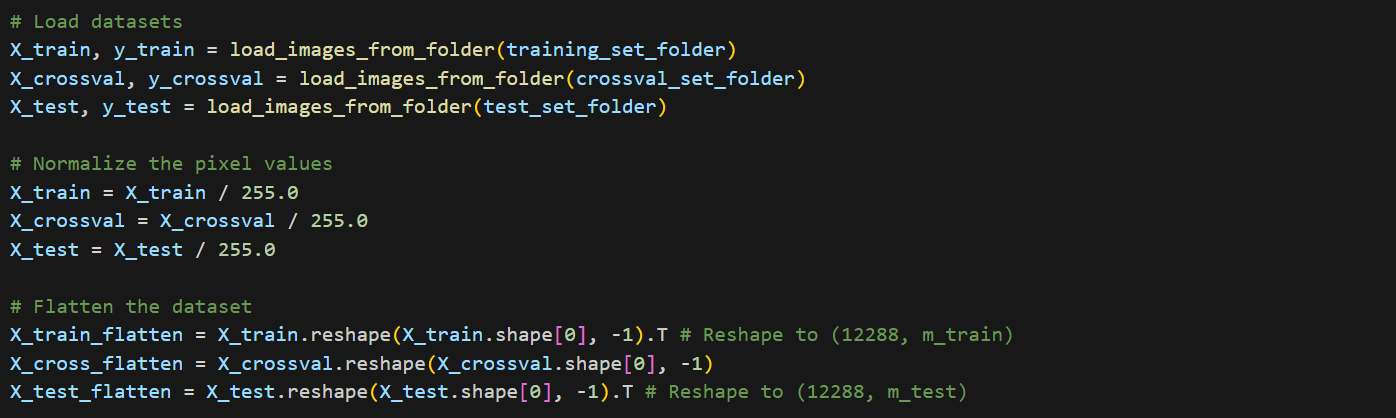 # Load datasets
X_train, y_train = load_images_from_folder(training_set_folder)
X_crossval, y_crossval = load_images_from_folder(crossval_set_folder)
X_test, y_test = load_images_from_folder(test_set_folder)
# Normalize the pixel values
X_train = X_train / 255.0
X_crossval = X_crossval / 255.0
X_test = X_test / 255.0
# Flatten the dataset
X_train_flatten = X_train.reshape(X_train.shape[0], -1).T # Reshape to (12288, m_train)
X_cross_flatten = X_crossval.reshape(X_crossval.shape[0], -1)
X_test_flatten = X_test.reshape(X_test.shape[0], -1).T # Reshape to (12288, m_test)